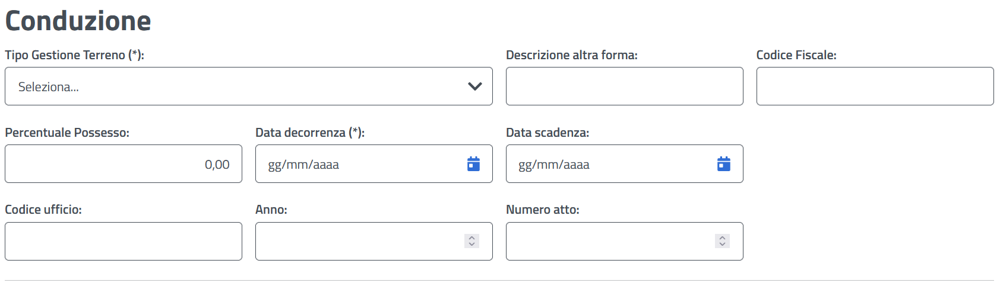 Conduzione
Tipo Gestione Terreno (*): Descrizione altra forma: Codice Fiscale:
Seleziona...
Percentuale Possesso: Data decorrenza (*): Data scadenza:
0,00 gg/mm/aaaa gg/mm/aaaa
Codice ufficio: Anno: Numero atto: